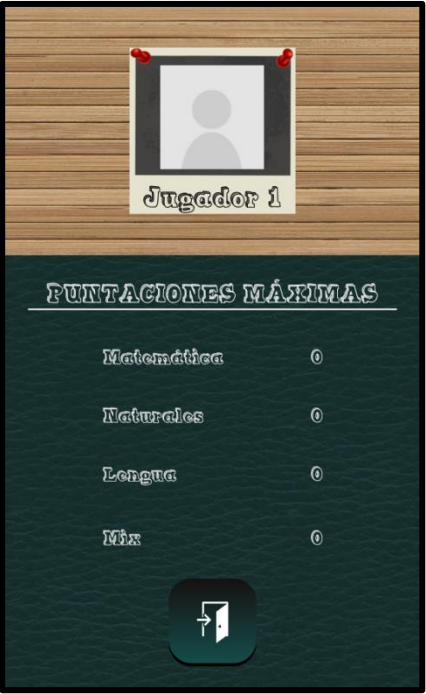 Jugador 1
PUNTACIONES MÁXIMAS
Matemática 0
Naturales 0
Lengua 0
Mix 0